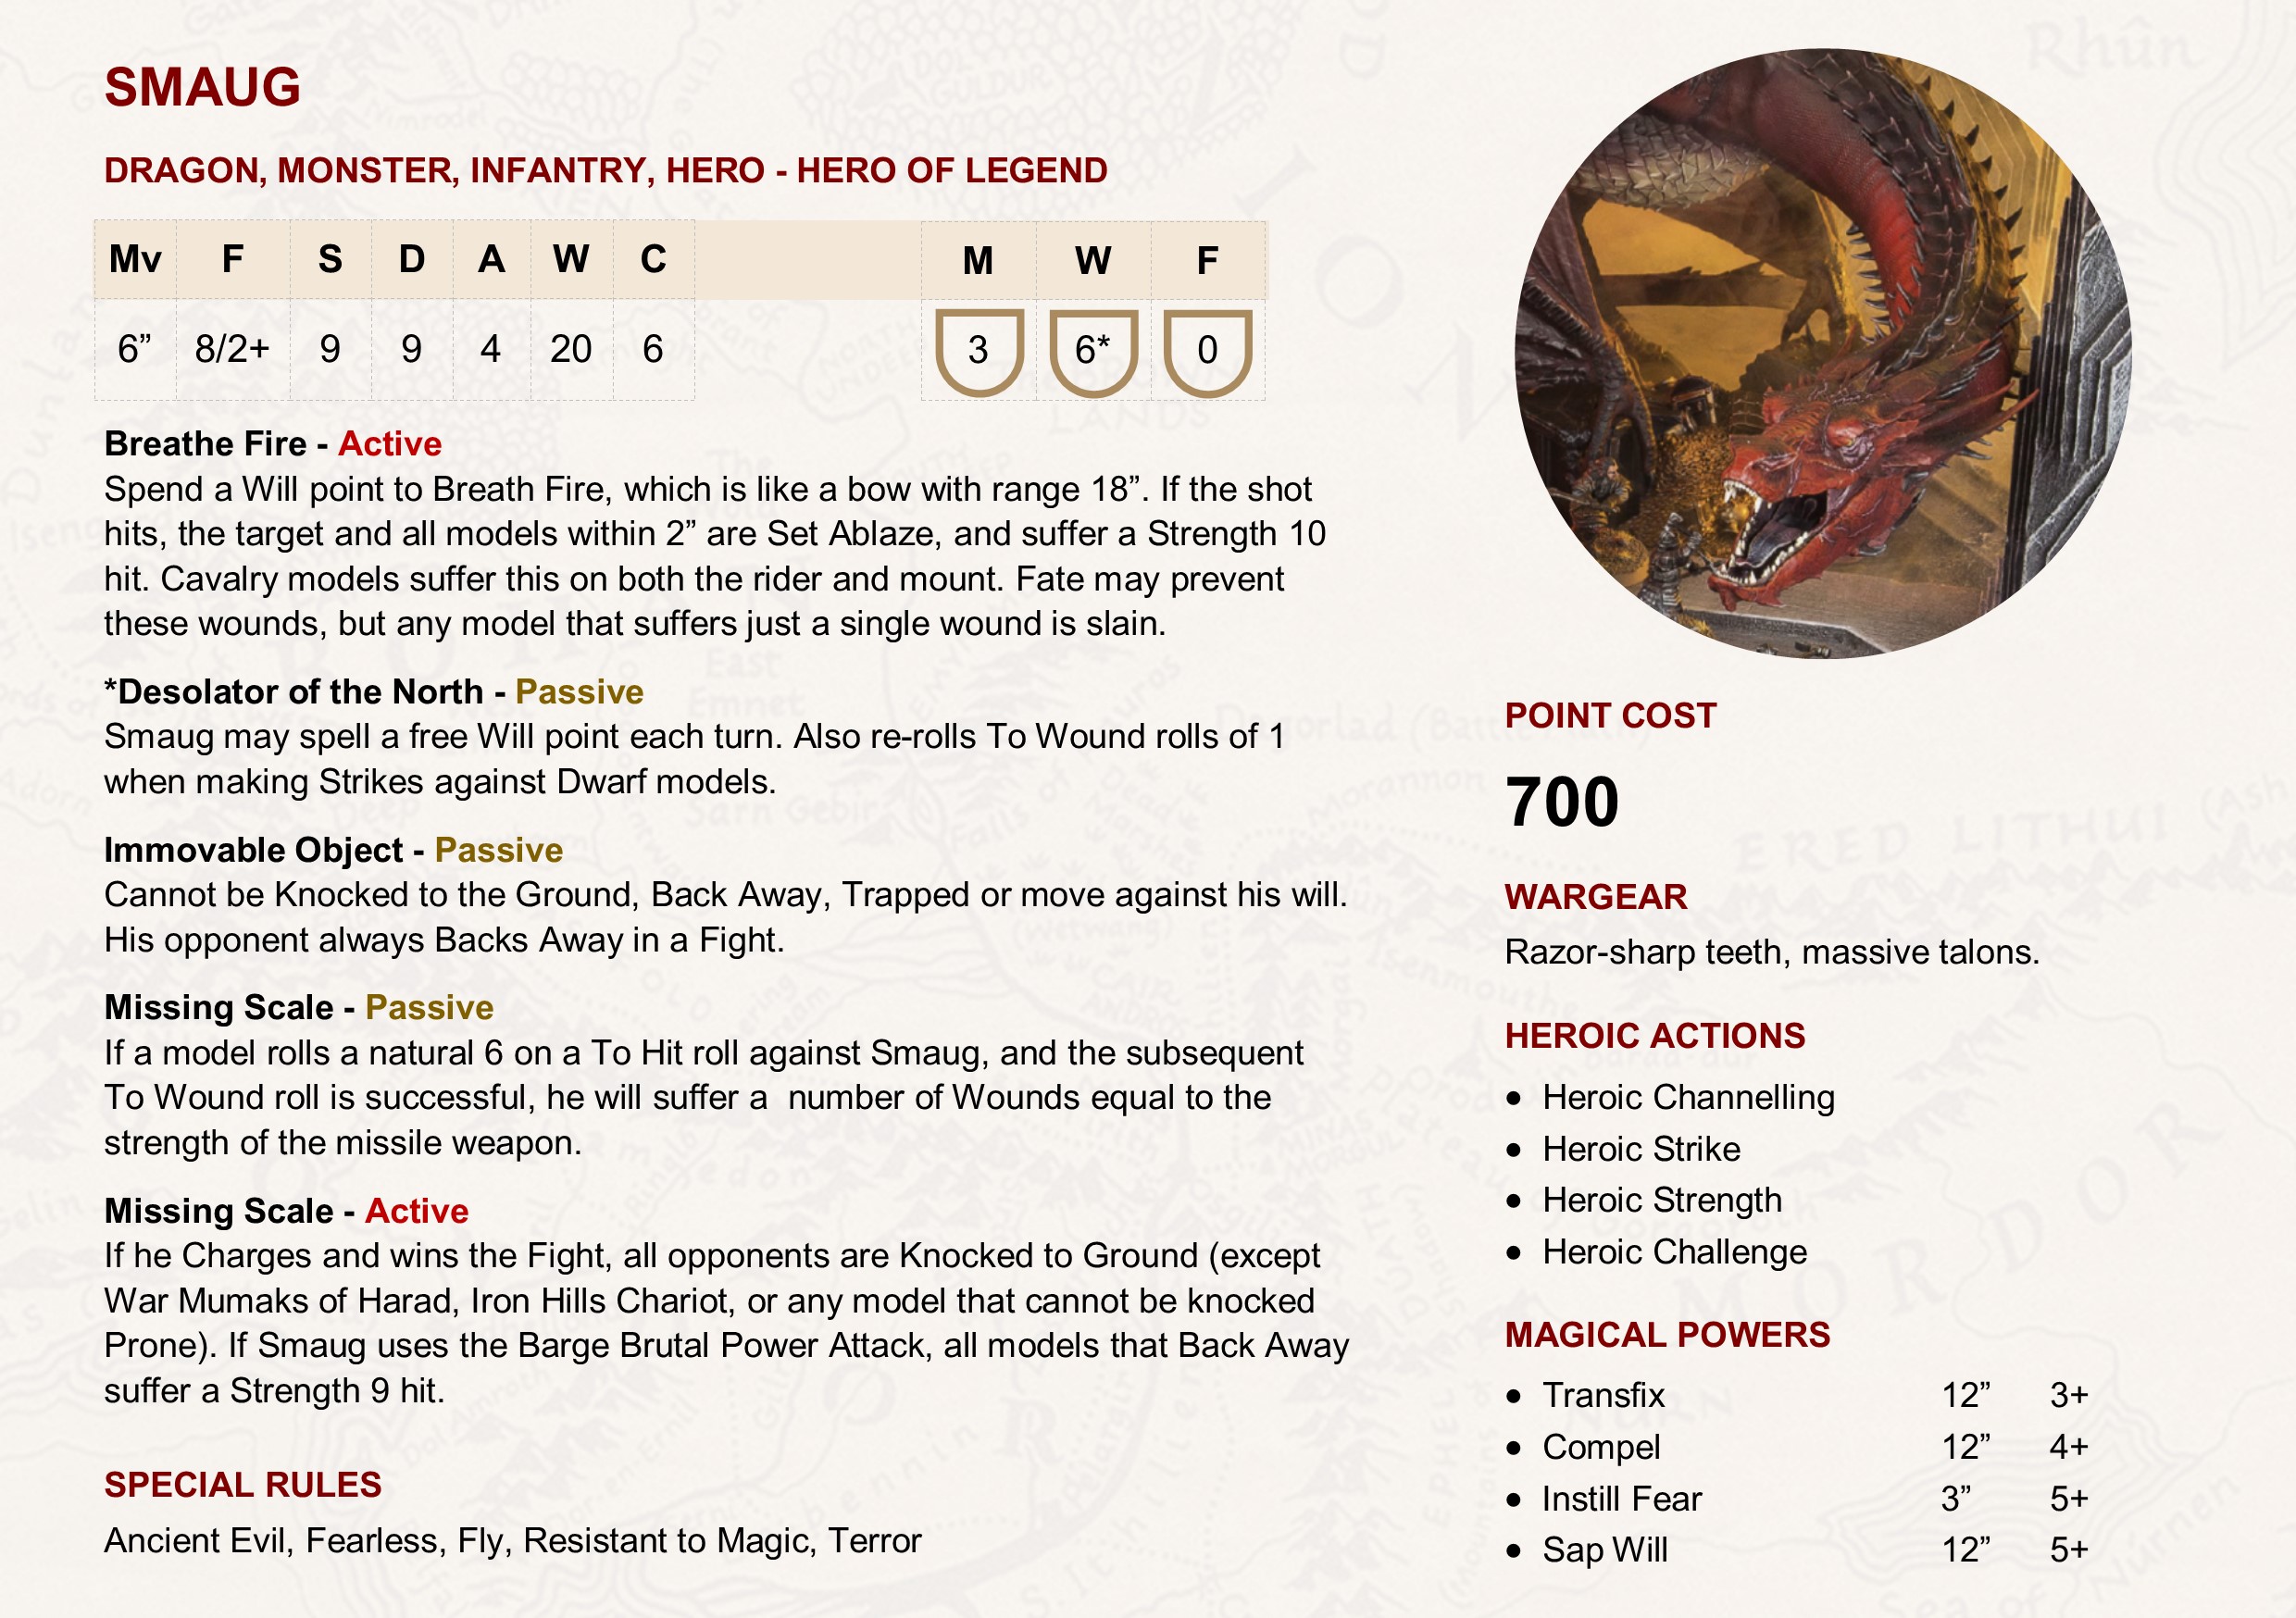 SMAUG
DRAGON, MONSTER, INFANTRY, HERO - HERO OF LEGEND
Mv F S D A W C M W F
6” 8/2+ 9 9 4 20 6 3 6* 0
Breathe Fire - Active
Spend a Will point to Breath Fire, which is like a bow with range 18”. If the shot
hits, the target and all models within 2” are Set Ablaze, and suffer a Strength 10
hit. Cavalry models suffer this on both the rider and mount. Fate may prevent
these wounds, but any model that suffers just a single wound is slain.
*Desolator of the North - Passive
Smaug may spell a free Will point each turn. Also re-rolls To Wound rolls of 1
when making Strikes against Dwarf models.
Immovable Object - Passive
Cannot be Knocked to the Ground, Back Away, Trapped or move against his will.
His opponent always Backs Away in a Fight.
Missing Scale - Passive
If a model rolls a natural 6 on a To Hit roll against Smaug, and the subsequent
To Wound roll is successful, he will suffer a  number of Wounds equal to the
strength of the missile weapon.
Missing Scale - Active
If he Charges and wins the Fight, all opponents are Knocked to Ground (except
War Mumaks of Harad, Iron Hills Chariot, or any model that cannot be knocked
Prone). If Smaug uses the Barge Brutal Power Attack, all models that Back Away
suffer a Strength 9 hit.
SPECIAL RULES
Ancient Evil, Fearless, Fly, Resistant to Magic, Terror
POINT COST
700
WARGEAR
Razor-sharp teeth, massive talons.
HEROIC ACTIONS
• Heroic Channelling
• Heroic Strike
• Heroic Strength
• Heroic Challenge
MAGICAL POWERS
• Transfix 12” 3+
• Compel 12” 4+
• Instill Fear 3” 5+
• Sap Will 12” 5+
Rhûn
ERED LITHUI
MORDOR
Morannon
Isenmouthe
East
Emnet
Sarn Gebir
LANDS